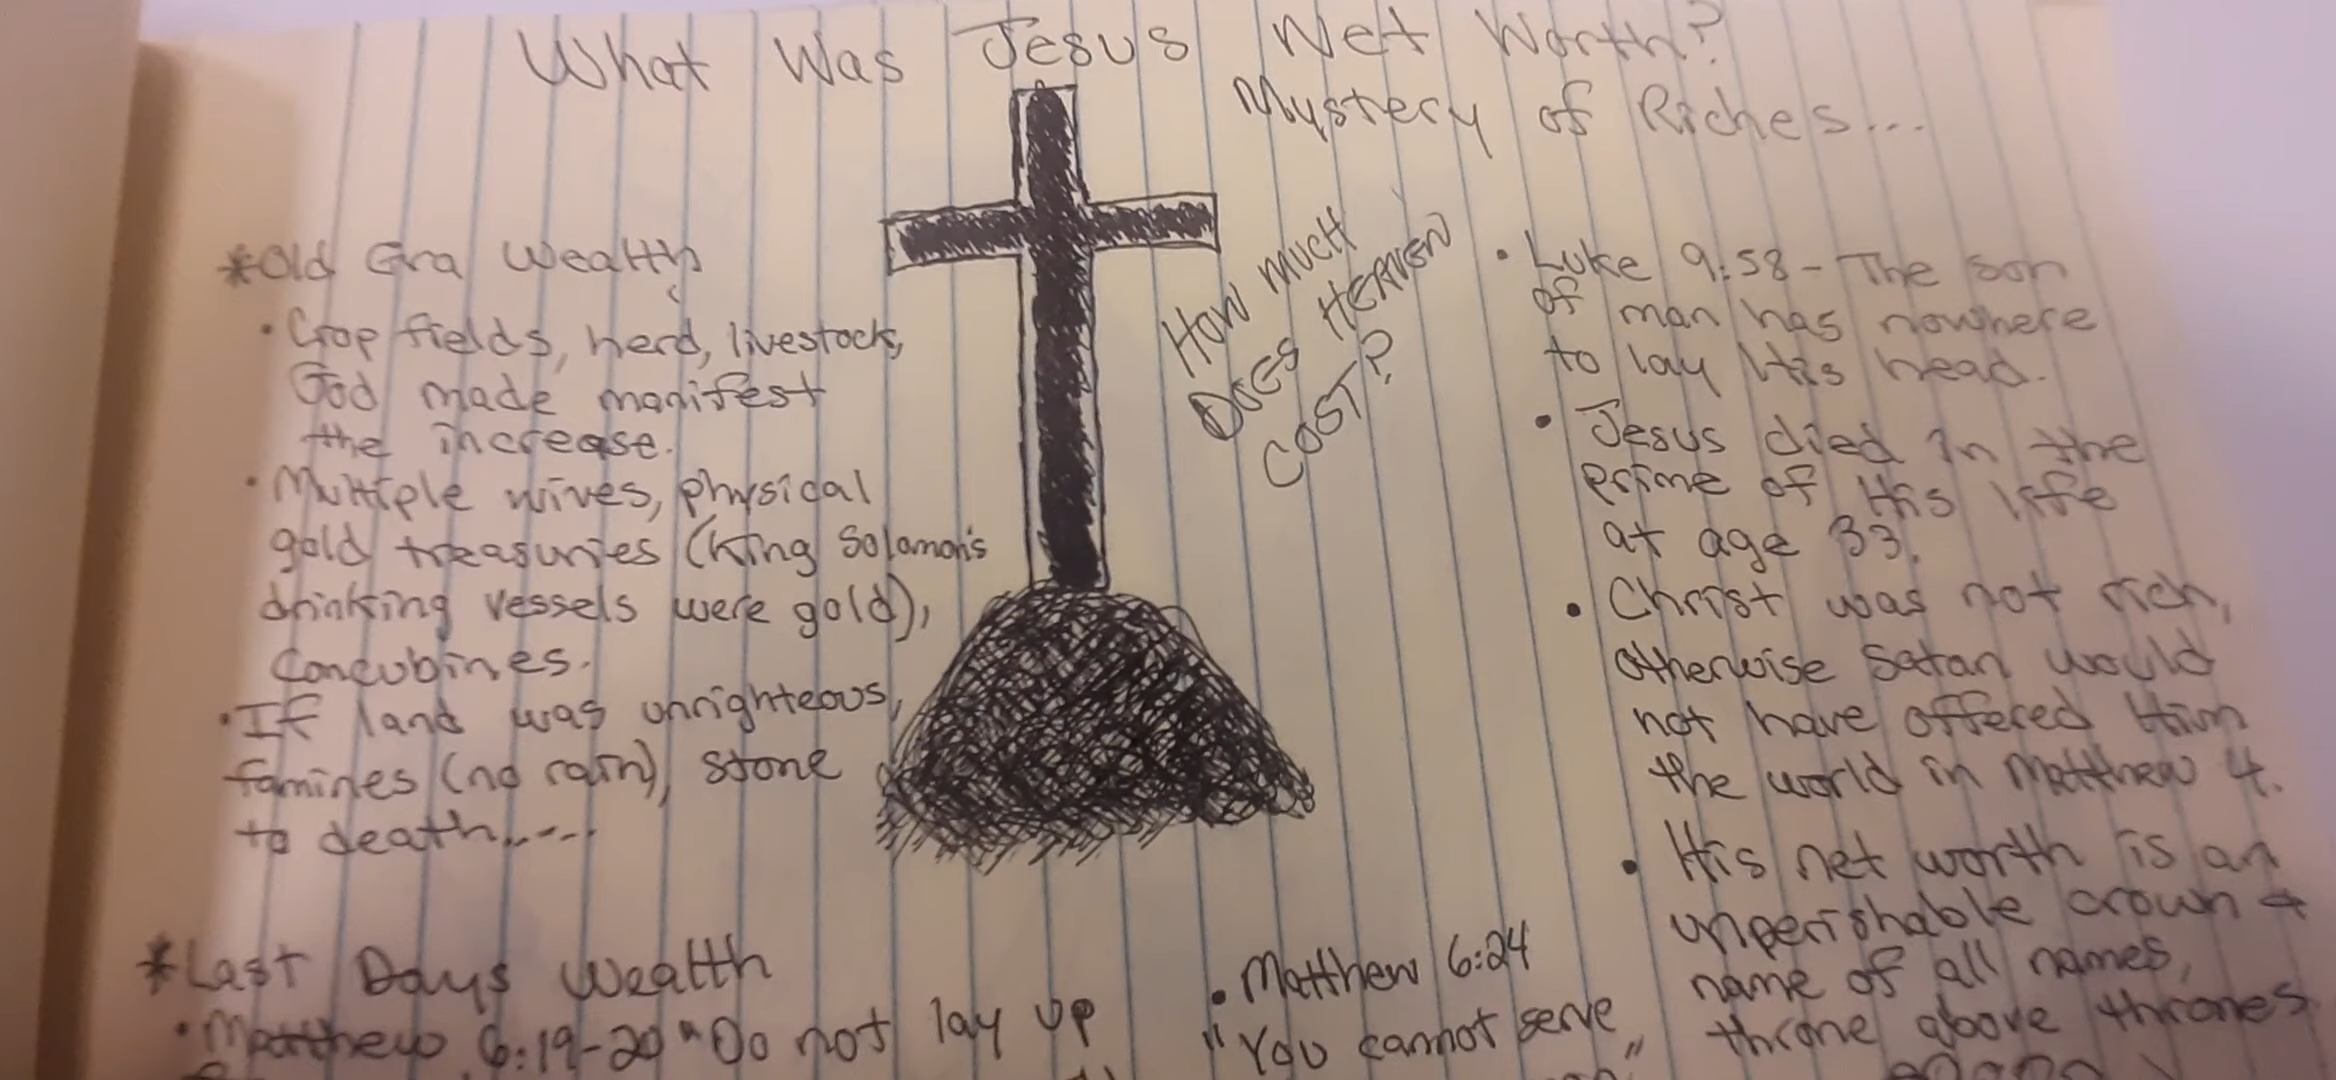 What Was Jesus Net Worth?
Mystery of Riches...
*Old Era Wealth
• Crop fields, herd, livestock,
God made manifest
the increase.
• Multiple wives, physical
gold treasuries (King Solomon's
drinking vessels were gold),
concubines.
• If land was unrighteous,
famines (no rain), stone
to death......
HOW MUCH
DOES HEAVEN
COST?
• Luke 9:58 - The son
of man has nowhere
to lay His head.
• Jesus died in the
prime of His life
at age 33.
• Christ was not rich,
otherwise Satan would
not have offered Him
the world in Matthew 4.
• His net worth is an
unperishable crown +
name of all names,
throne above thrones
*Last Days Wealth
• Matthew 6:19-20 "Do not lay up
• Matthew 6:24
"You cannot serve